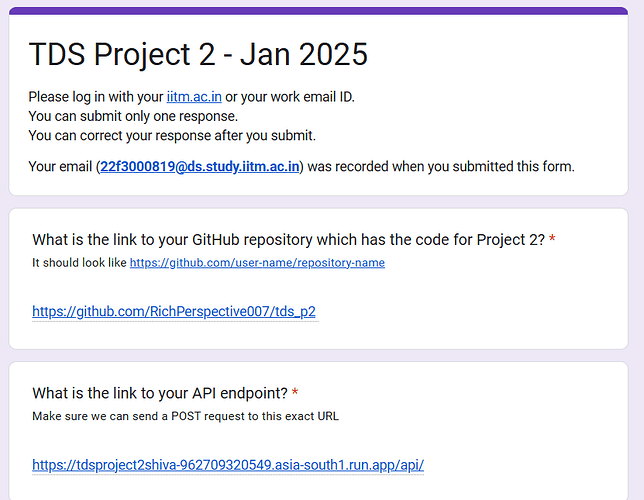 TDS Project 2 - Jan 2025
Please log in with your iitm.ac.in or your work email ID.
You can submit only one response.
You can correct your response after you submit.
Your email (22f3000819@ds.study.iitm.ac.in) was recorded when you submitted this form.
What is the link to your GitHub repository which has the code for Project 2? *
It should look like https://github.com/user-name/repository-name
https://github.com/RichPerspective007/tds_p2
What is the link to your API endpoint? *
Make sure we can send a POST request to this exact URL
https://tdsproject2shiva-962709320549.asia-south1.run.app/api/